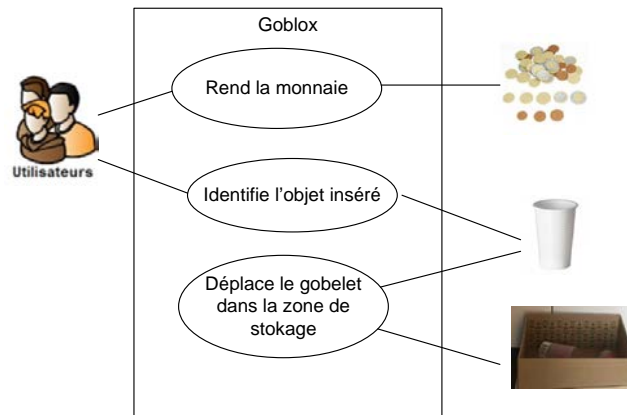 Goblox
Rend la monnaie
Utilisateurs
Identifie l'objet inséré
Déplace le gobelet
dans la zone de
stokage